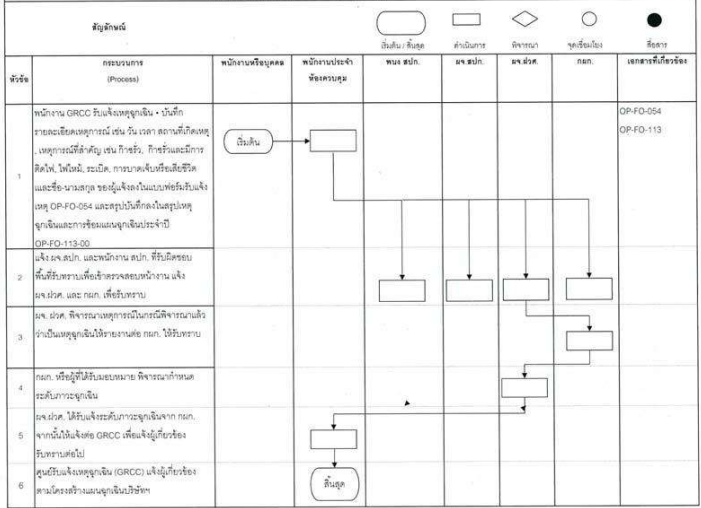 สัญลักษณ์
เริ่มต้น / สิ้นสุด
ดำเนินการ
พิจารณา
จุดเชื่อมโยง
สื่อสาร
หัวข้อ
กระบวนการ
(Process)
พนักงานหรือบุคคล
พนักงานประจำ
ห้องควบคุม
พนง สปก.
ผจ.สปก.
ผจ.ฝวศ.
กผก.
เอกสารที่เกี่ยวข้อง
1
พนักงาน GRCC รับแจ้งเหตุฉุกเฉิน • บันทึก
รายละเอียดเหตุการณ์ เช่น วัน เวลา สถานที่เกิดเหตุ
, เหตุการณ์ที่สำคัญ เช่น ก๊าซรั่ว, ก๊าซรั่วและมีการ
ติดไฟ, ไฟไหม้, ระเบิด, การบาดเจ็บหรือเสียชีวิต
และชื่อ-นามสกุล ของผู้แจ้งลงในแบบฟอร์มรับแจ้ง
เหตุ OP-FO-054 และสรุปบันทึกลงในสรุปเหตุ
ฉุกเฉินและการซ้อมแผนฉุกเฉินประจำปี
OP-FO-113-00
เริ่มต้น
OP-FO-054
OP-FO-113
2
แจ้ง ผจ.สปก. และพนักงาน สปก. ที่รับผิดชอบ
พื้นที่รับทราบเพื่อเข้าตรวจสอบหน้างาน แจ้ง
ผจ.ฝวศ. และ กผก. เพื่อรับทราบ
3
ผจ. ฝวศ. พิจารณาเหตุการณ์ในกรณีพิจารณาแล้ว
ว่าเป็นเหตุฉุกเฉินให้รายงานต่อ กผก. ให้รับทราบ
4
กผก. หรือผู้ที่ได้รับมอบหมาย พิจารณากำหนด
ระดับภาวะฉุกเฉิน
5
ผจ.ฝวศ. ได้รับแจ้งระดับภาวะฉุกเฉินจาก กผก.
จากนั้นให้แจ้งต่อ GRCC เพื่อแจ้งผู้เกี่ยวข้อง
รับทราบต่อไป
6
ศูนย์รับแจ้งเหตุฉุกเฉิน (GRCC) แจ้งผู้เกี่ยวข้อง
ตามโครงสร้างแผนฉุกเฉินบริษัทฯ
สิ้นสุด